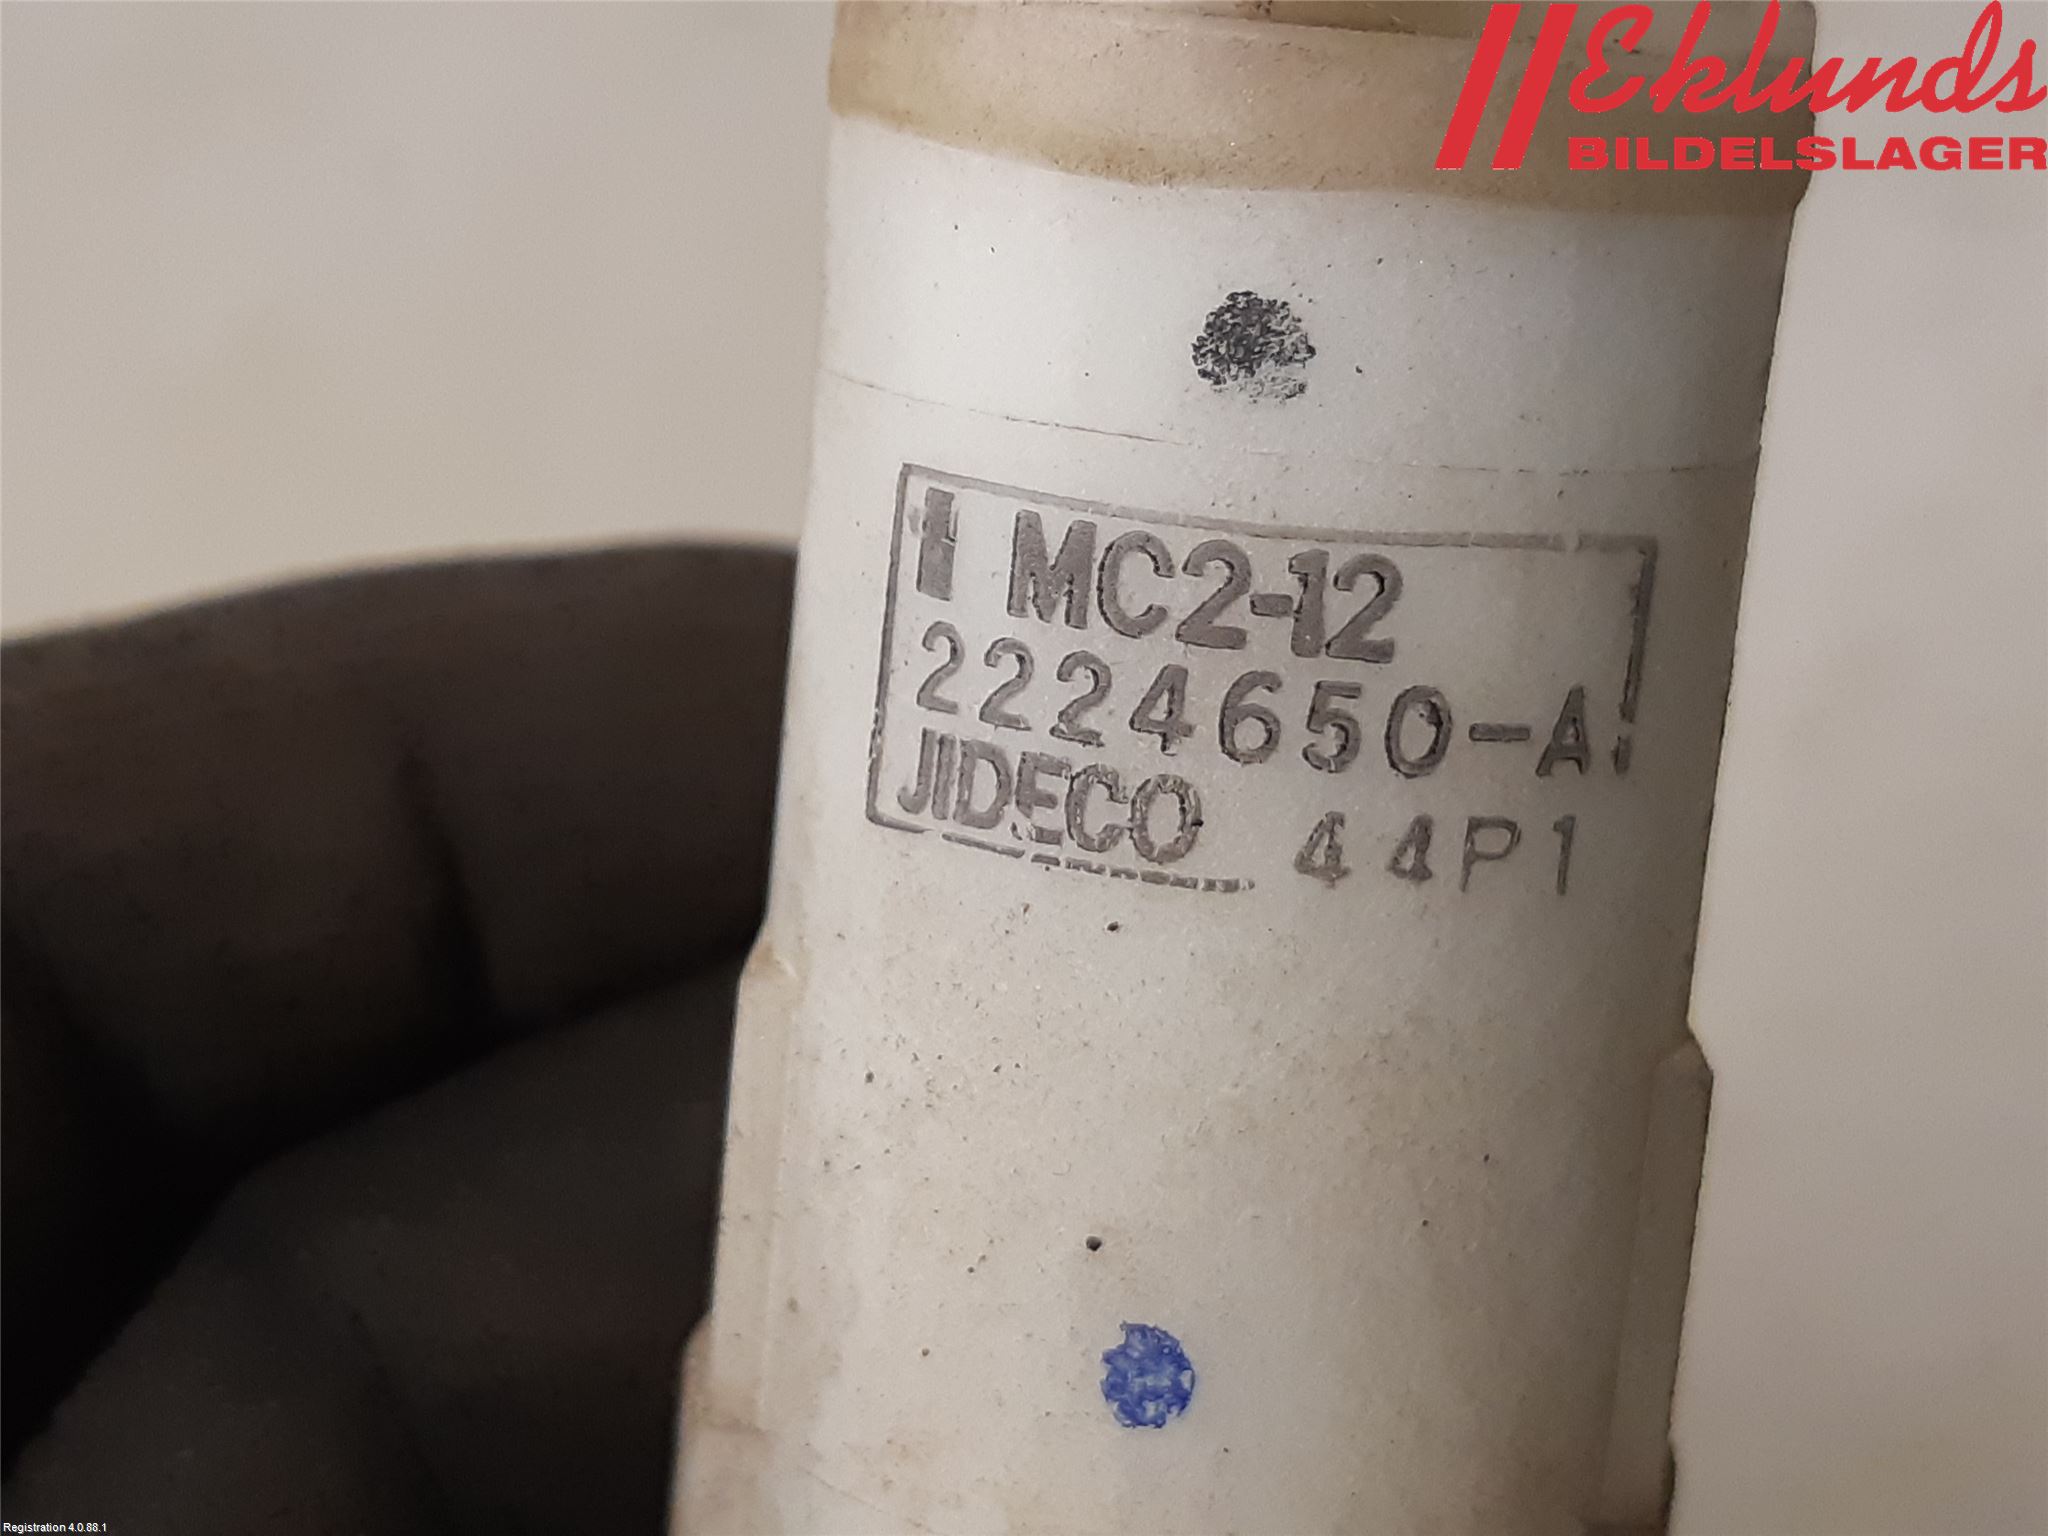 Eklunds
BILDELSLAGER
I MC2-12
2224650-A
JIDECO 44P1
Registration 4.0.88.1